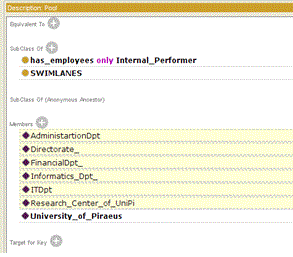 Description: Pool
Equivalent To
SubClass Of
has_employees only Internal_Performer
SWIMLANES
SubClass Of (Anonymous Ancestor)
Members
AdministartionDpt
Directorate_
FinancialDpt_
Informatics_Dpt_
ITDpt
Research_Center_of_UniPi
University_of_Piraeus
Target for Key